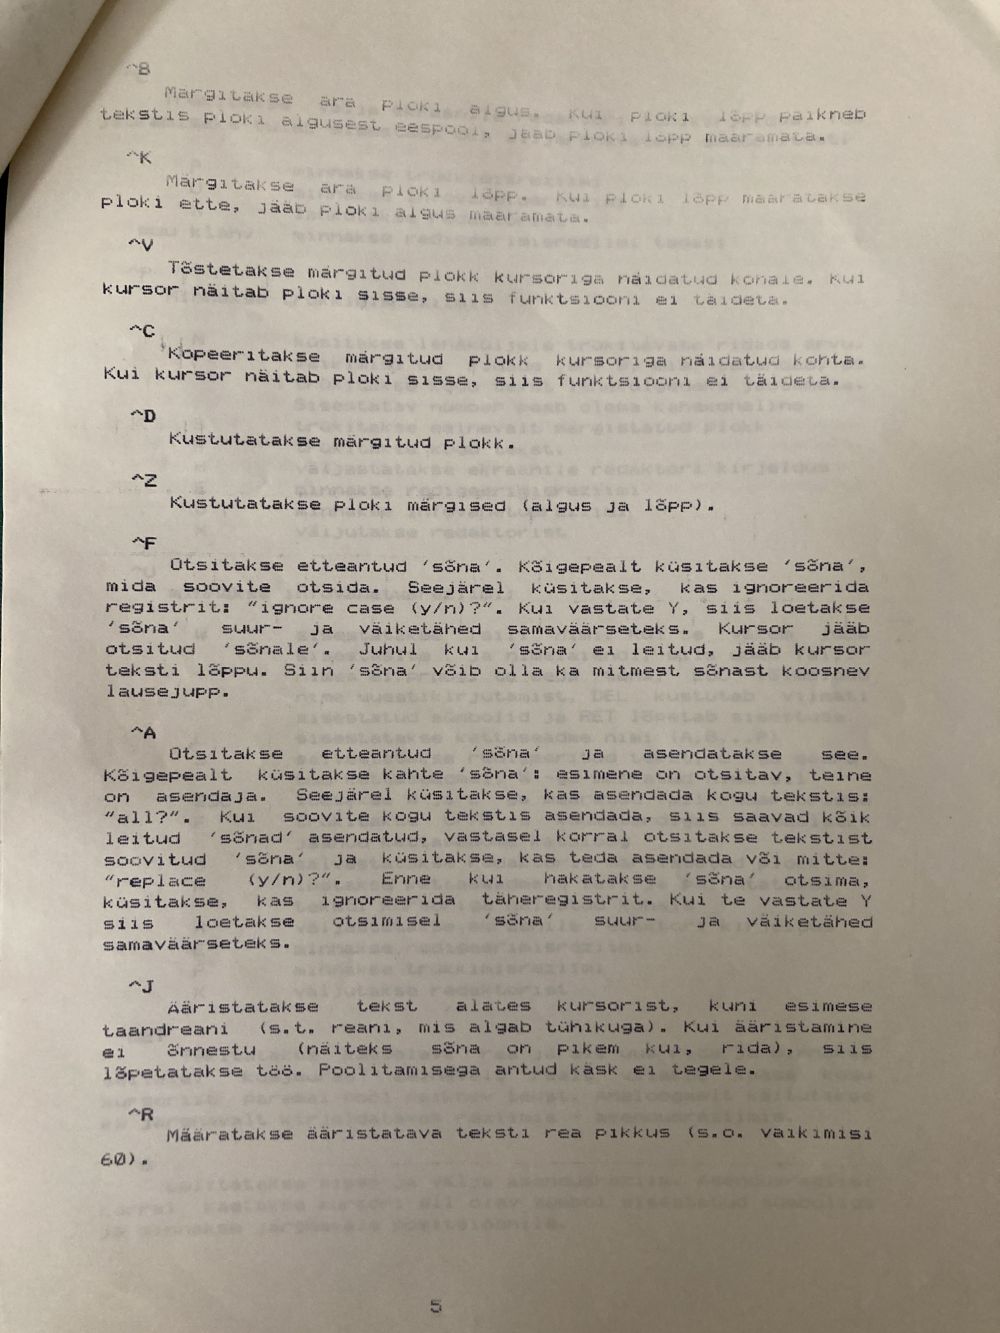 ^B
Märgitakse ära ploki algus. Kui ploki lõpp paikneb
tekstis ploki algusest eespool, jääb ploki lõpp määramata.
^K
Märgitakse ära ploki lõpp. Kui ploki lõpp määratakse
ploki ette, jääb ploki algus määramata.
^V
Tõstetakse märgitud plokk kursoriga näidatud kohale. Kui
kursor näitab ploki sisse, siis funktsiooni ei täideta.
^C
Kopeeritakse märgitud plokk kursoriga näidatud kohta.
Kui kursor näitab ploki sisse, siis funktsiooni ei täideta.
^D
Kustutatakse märgitud plokk.
^Z
Kustutatakse ploki märgised (algus ja lõpp).
^F
Otsitakse etteantud 'sõna'. Kõigepealt küsitakse 'sõna',
mida soovite otsida. Seejärel küsitakse, kas ignoreerida
registrit: "ignore case (y/n)?". Kui vastate Y, siis loetakse
'sõna' suur- ja väiketähed samaväärseteks. Kursor jääb
otsitud 'sõnale'. Juhul kui 'sõna' ei leitud, jääb kursor
teksti lõppu. Siin 'sõna' võib olla ka mitmest sõnast koosnev
lausejupp.
^A
Otsitakse etteantud 'sõna' ja asendatakse see.
Kõigepealt küsitakse kahte 'sõna': esimene on otsitav, teine
on asendaja. Seejärel küsitakse, kas asendada kogu tekstis:
"all?". Kui soovite kogu tekstis asendada, siis saavad kõik
leitud 'sõnad' asendatud, vastasel korral otsitakse tekstist
soovitud 'sõna' ja küsitakse, kas teda asendada või mitte:
"replace (y/n)?". Enne kui hakatakse 'sõna' otsima,
küsitakse, kas ignoreerida täheregistrit. Kui te vastate Y
siis loetakse otsimisel 'sõna' suur- ja väiketähed
samaväärseteks.
^J
Ääristatakse tekst alates kursorist, kuni esimese
taandreani (s.t. reani, mis algab tühikuga). Kui ääristamine
ei õnnestu (näiteks sõna on pikem kui, rida), siis
lõpetatakse töö. Poolitamisega antud käsk ei tegele.
^R
Määratakse ääristatava teksti rea pikkus (s.o. vaikimisi
60).
5